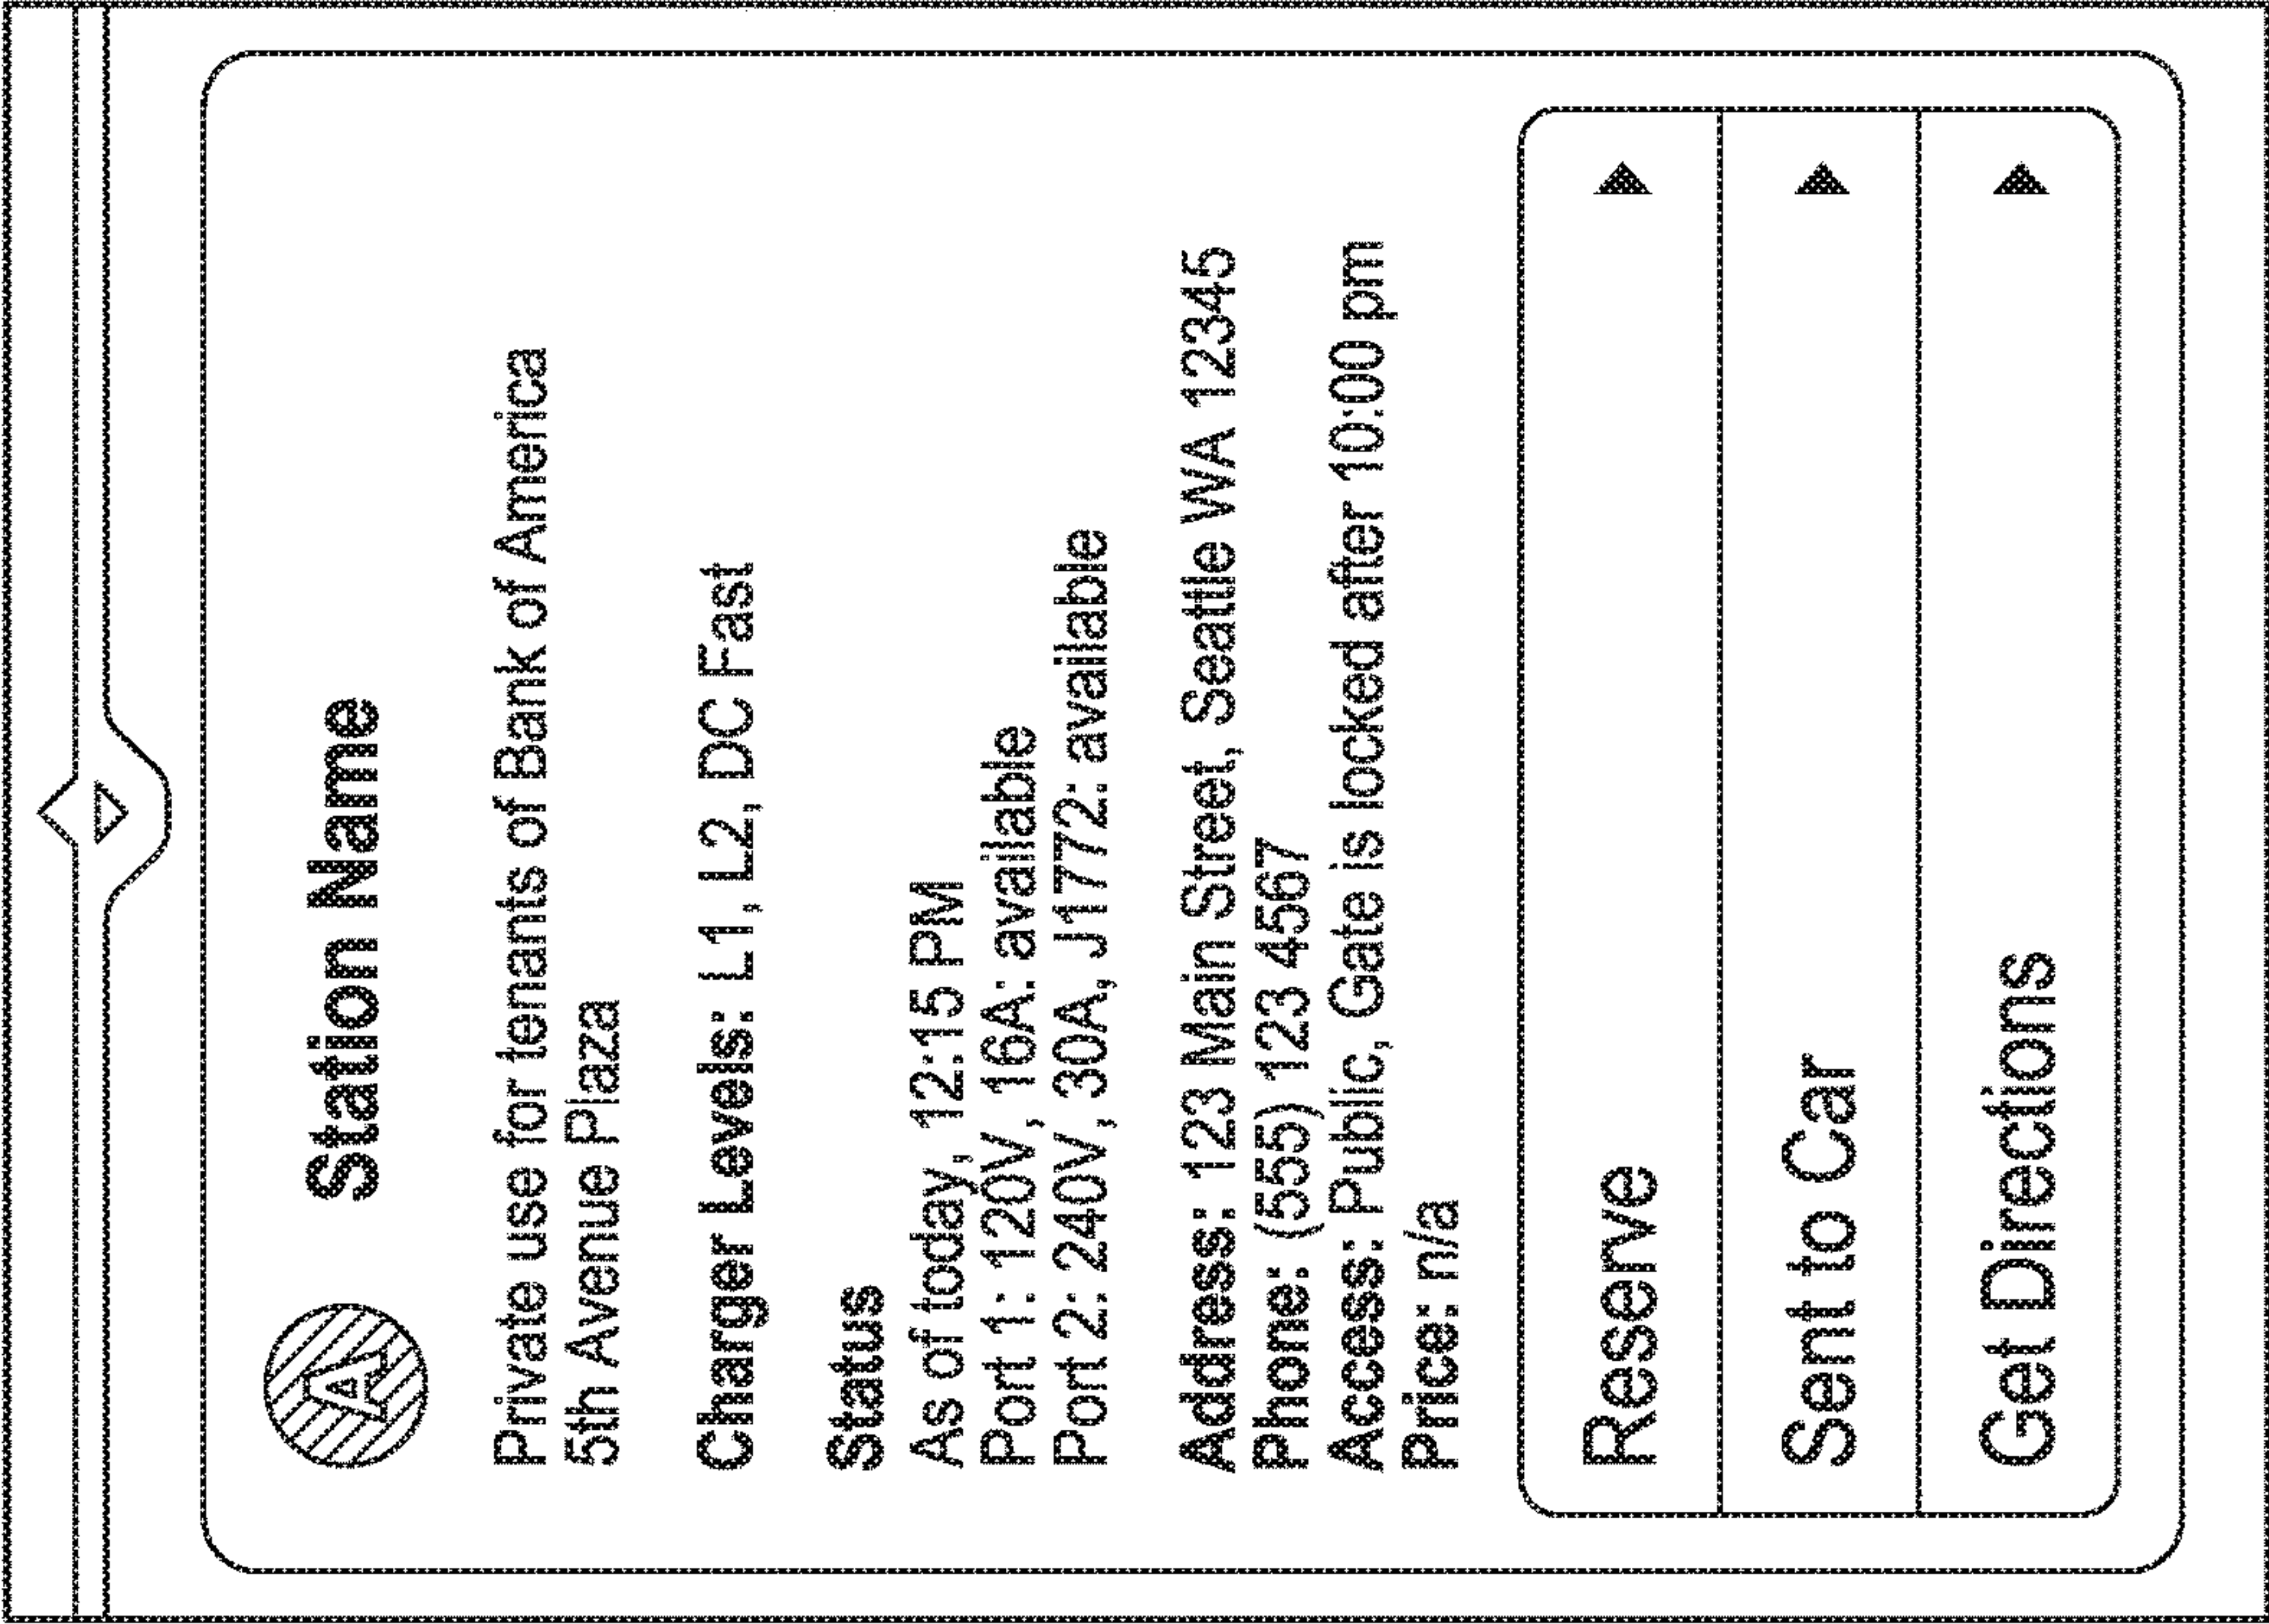 A
Station Name
Private use for tenants of Bank of America
5th Avenue Plaza
Charger Levels: L1, L2, DC Fast
Status
As of today, 12:15 PM
Port 1: 120V, 16A: available
Port 2: 240V, 30A, J1772: available
Address: 123 Main Street, Seattle WA 12345
Phone: (555) 123 4567
Access: Public, Gate is locked after 10:00 pm
Price: n/a
Reserve
Sent to Car
Get Directions